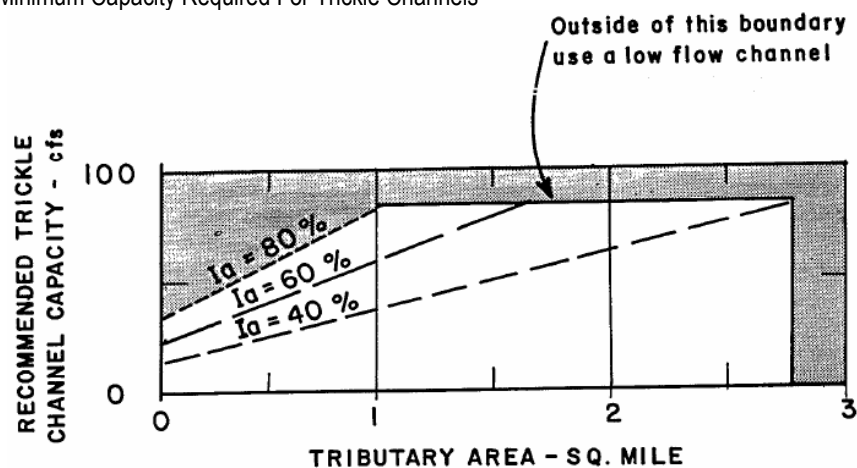 Minimum Capacity Required For Trickle Channels
Outside of this boundary
use a low flow channel
RECOMMENDED TRICKLE
CHANNEL CAPACITY - cfs
100
0
Ia = 80 %
Ia = 60 %
Ia = 40 %
0 1 2 3
TRIBUTARY AREA - SQ. MILE